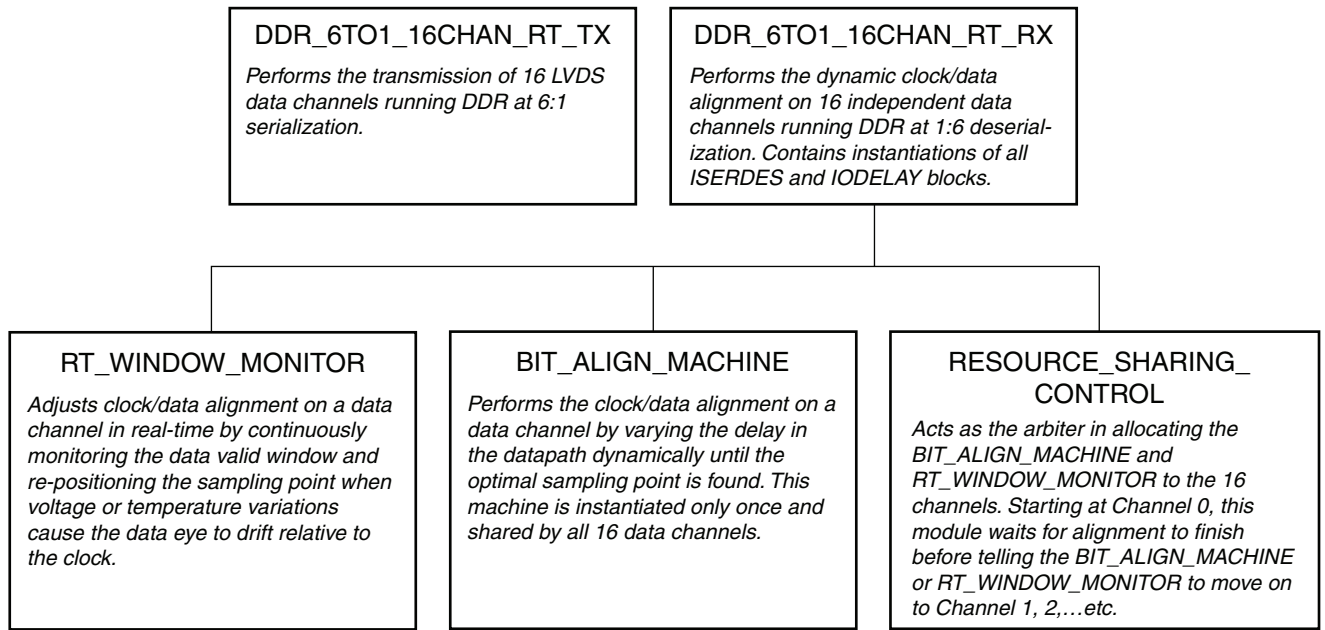 DDR_6TO1_16CHAN_RT_TX
Performs the transmission of 16 LVDS
data channels running DDR at 6:1
serialization.
DDR_6TO1_16CHAN_RT_RX
Performs the dynamic clock/data
alignment on 16 independent data
channels running DDR at 1:6 deserial-
ization. Contains instantiations of all
ISERDES and IODELAY blocks.
RT_WINDOW_MONITOR
Adjusts clock/data alignment on a data
channel in real-time by continuously
monitoring the data valid window and
re-positioning the sampling point when
voltage or temperature variations
cause the data eye to drift relative to
the clock.
BIT_ALIGN_MACHINE
Performs the clock/data alignment on a
data channel by varying the delay in
the datapath dynamically until the
optimal sampling point is found. This
machine is instantiated only once and
shared by all 16 data channels.
RESOURCE_SHARING_
CONTROL
Acts as the arbiter in allocating the
BIT_ALIGN_MACHINE and
RT_WINDOW_MONITOR to the 16
channels. Starting at Channel 0, this
module waits for alignment to finish
before telling the BIT_ALIGN_MACHINE
or RT_WINDOW_MONITOR to move on
to Channel 1, 2,…etc.